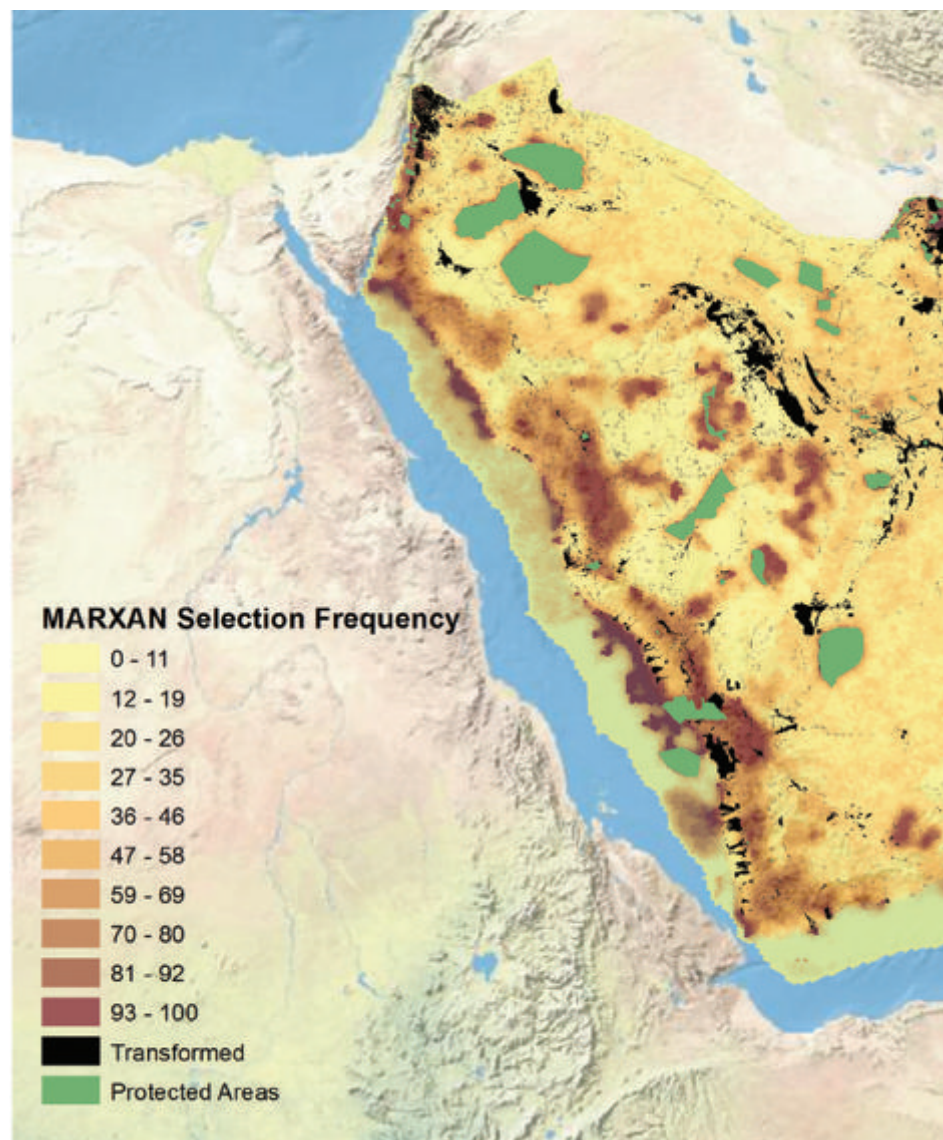 MARXAN Selection Frequency
0 - 11
12 - 19
20 - 26
27 - 35
36 - 46
47 - 58
59 - 69
70 - 80
81 - 92
93 - 100
Transformed
Protected Areas